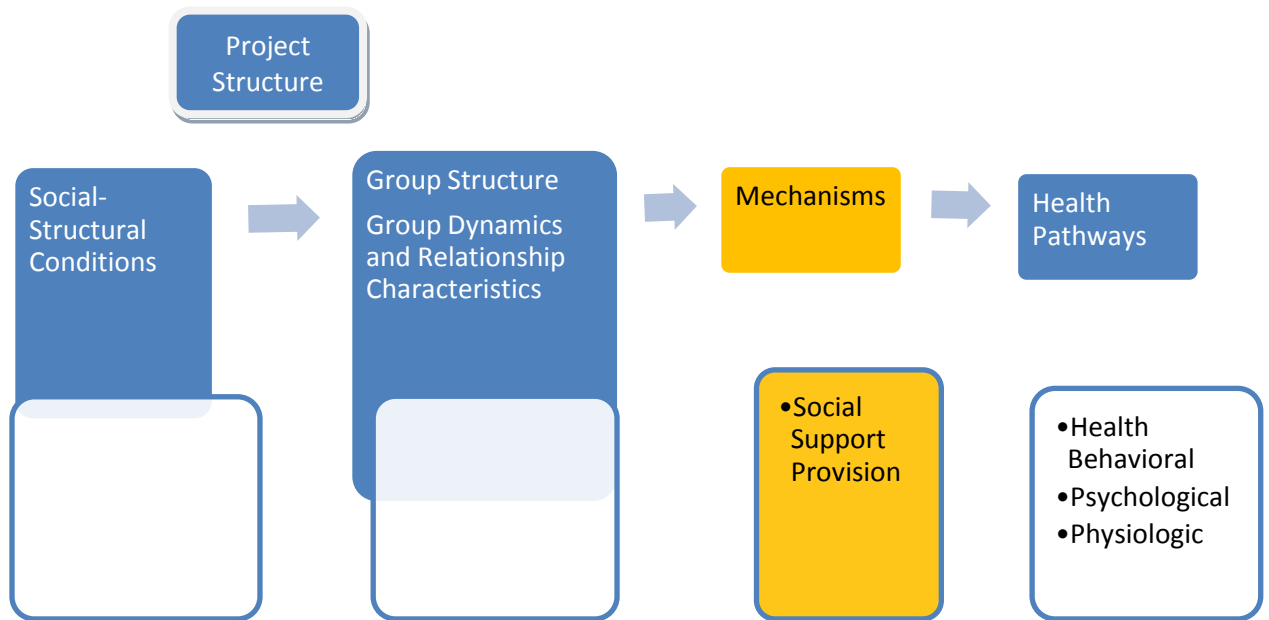 Project
Structure
Social-
Structural
Conditions
Group Structure
Group Dynamics
and Relationship
Characteristics
Mechanisms
Health
Pathways
•Social
Support
Provision
•Health
Behavioral
•Psychological
•Physiologic